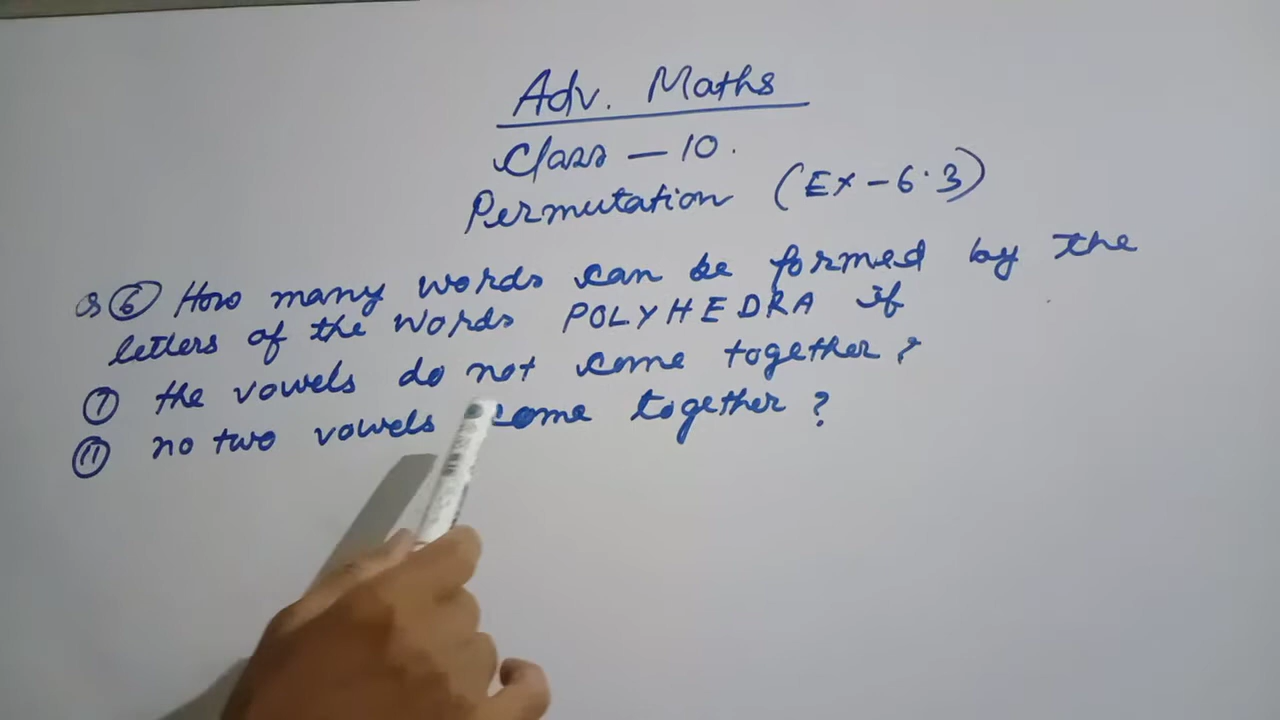 Adv. Maths
Class - 10.
Permutation (Ex - 6.3)
Q 6 How many words can be formed by the
letters of the words POLYHEDRA if
i the vowels do not come together?
ii no two vowels come together?